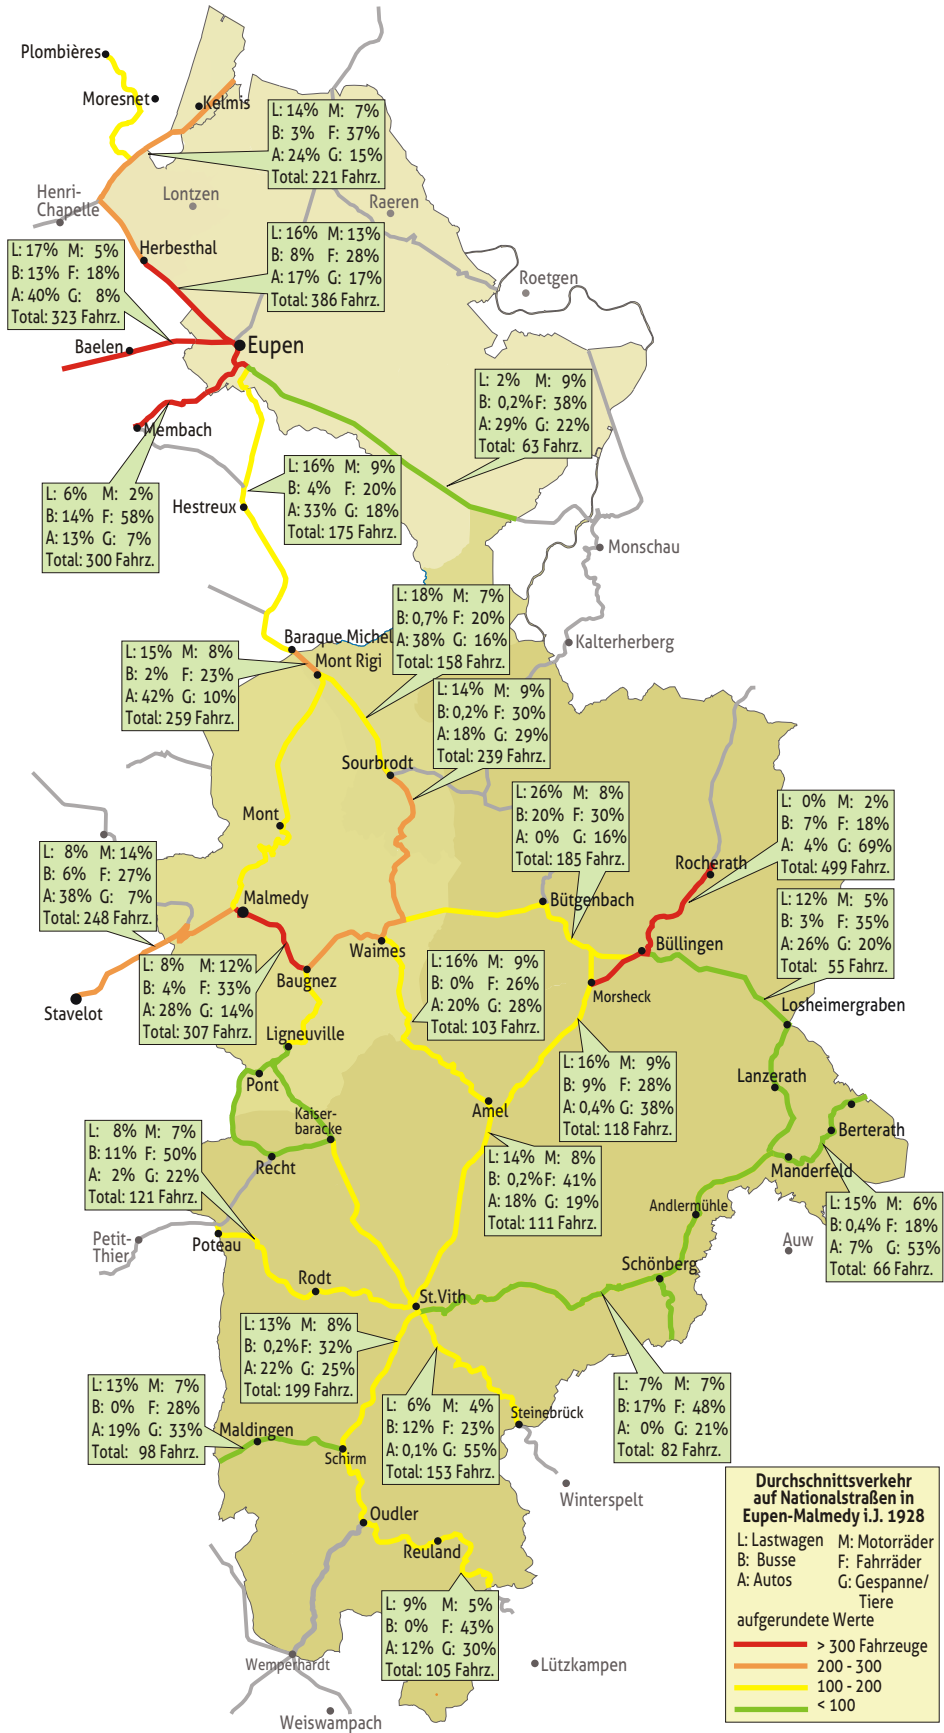 Plombières
Moresnet
Kelmis
L: 14% M: 7%
B: 3% F: 37%
A: 24% G: 15%
Total: 221 Fahrz.
Henri-
Chapelle
Lontzen
Raeren
L: 16% M: 13%
B: 8% F: 28%
A: 17% G: 17%
Total: 386 Fahrz.
Herbesthal
L: 17% M: 5%
B: 13% F: 18%
A: 40% G: 8%
Total: 323 Fahrz.
Roetgen
Baelen
Eupen
L: 2% M: 9%
B: 0,2% F: 38%
A: 29% G: 22%
Total: 63 Fahrz.
Membach
L: 16% M: 9%
B: 4% F: 20%
A: 33% G: 18%
Total: 175 Fahrz.
L: 6% M: 2%
B: 14% F: 58%
A: 13% G: 7%
Total: 300 Fahrz.
Hestreux
Monschau
L: 18% M: 7%
B: 0,7% F: 20%
A: 38% G: 16%
Total: 158 Fahrz.
Baraque Michel
Kalterherberg
L: 15% M: 8%
B: 2% F: 23%
A: 42% G: 10%
Total: 259 Fahrz.
Mont Rigi
L: 14% M: 9%
B: 0,2% F: 30%
A: 18% G: 29%
Total: 239 Fahrz.
Sourbrodt
L: 26% M: 8%
B: 20% F: 30%
A: 0% G: 16%
Total: 185 Fahrz.
L: 0% M: 2%
B: 7% F: 18%
A: 4% G: 69%
Total: 499 Fahrz.
Mont
Rocherath
L: 8% M: 14%
B: 6% F: 27%
A: 38% G: 7%
Total: 248 Fahrz.
Malmedy
Bütgenbach
L: 12% M: 5%
B: 3% F: 35%
A: 26% G: 20%
Total: 55 Fahrz.
Waimes
Büllingen
L: 8% M: 12%
B: 4% F: 33%
A: 28% G: 14%
Total: 307 Fahrz.
Baugnez
L: 16% M: 9%
B: 0% F: 26%
A: 20% G: 28%
Total: 103 Fahrz.
Morsheck
Stavelot
Losheimergraben
Ligneuville
L: 16% M: 9%
B: 9% F: 28%
A: 0,4% G: 38%
Total: 118 Fahrz.
Pont
Lanzerath
Kaiser-
baracke
Amel
L: 8% M: 7%
B: 11% F: 50%
A: 2% G: 22%
Total: 121 Fahrz.
Berterath
Recht
L: 14% M: 8%
B: 0,2% F: 41%
A: 18% G: 19%
Total: 111 Fahrz.
Manderfeld
Andlermühle
L: 15% M: 6%
B: 0,4% F: 18%
A: 7% G: 53%
Total: 66 Fahrz.
Petit-
Thier
Poteau
Auw
Schönberg
Rodt
St.Vith
L: 13% M: 8%
B: 0,2% F: 32%
A: 22% G: 25%
Total: 199 Fahrz.
L: 13% M: 7%
B: 0% F: 28%
A: 19% G: 33%
Total: 98 Fahrz.
L: 6% M: 4%
B: 12% F: 23%
A: 0,1% G: 55%
Total: 153 Fahrz.
L: 7% M: 7%
B: 17% F: 48%
A: 0% G: 21%
Total: 82 Fahrz.
Steinebrück
Maldingen
Schirm
Winterspelt
Oudler
Reuland
L: 9% M: 5%
B: 0% F: 43%
A: 12% G: 30%
Total: 105 Fahrz.
Wemperhardt
Lützkampen
Weiswampach
Durchschnittsverkehr
auf Nationalstraßen in
Eupen-Malmedy i.J. 1928
L: Lastwagen M: Motorräder
B: Busse F: Fahrräder
A: Autos G: Gespanne/
Tiere
aufgerundete Werte
> 300 Fahrzeuge
200 - 300
100 - 200
< 100